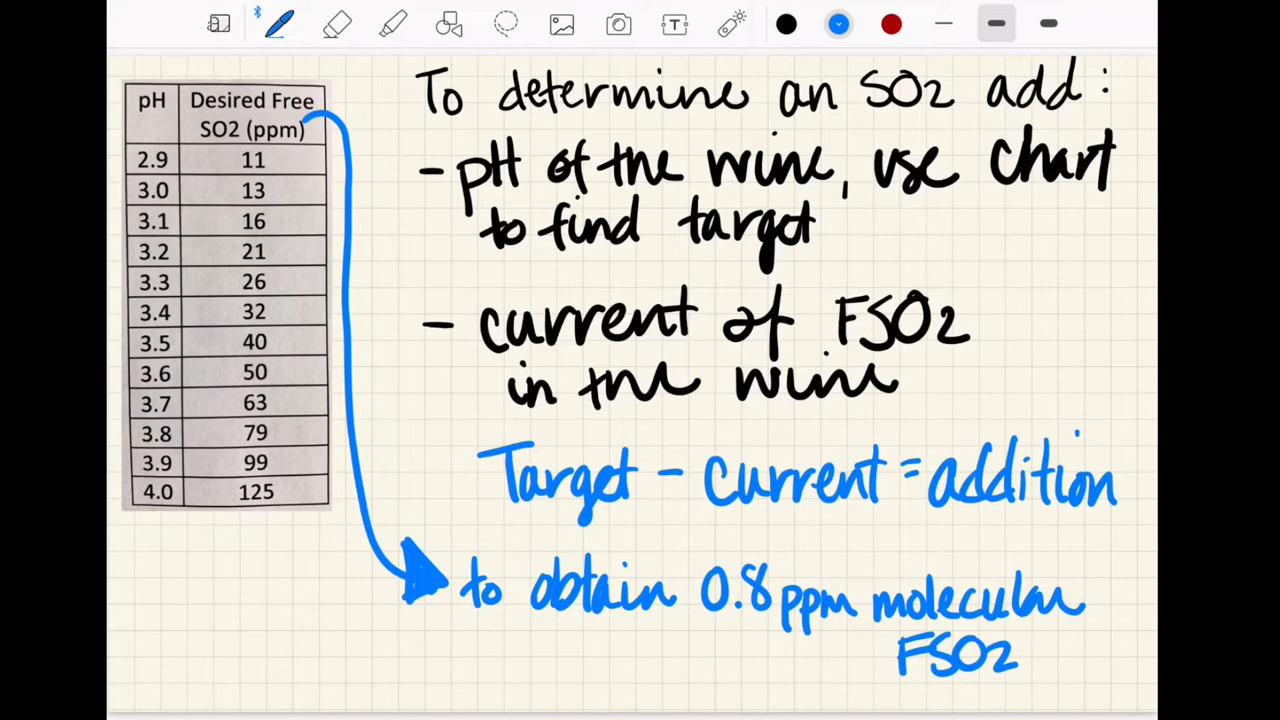 pH Desired Free
SO2 (ppm)
2.9 11
3.0 13
3.1 16
3.2 21
3.3 26
3.4 32
3.5 40
3.6 50
3.7 63
3.8 79
3.9 99
4.0 125
To determine an SO2 add:
- pH of the wine, use chart
to find target
- current of FSO2
in the wine
Target - current = addition
to obtain 0.8 ppm molecular
FSO2